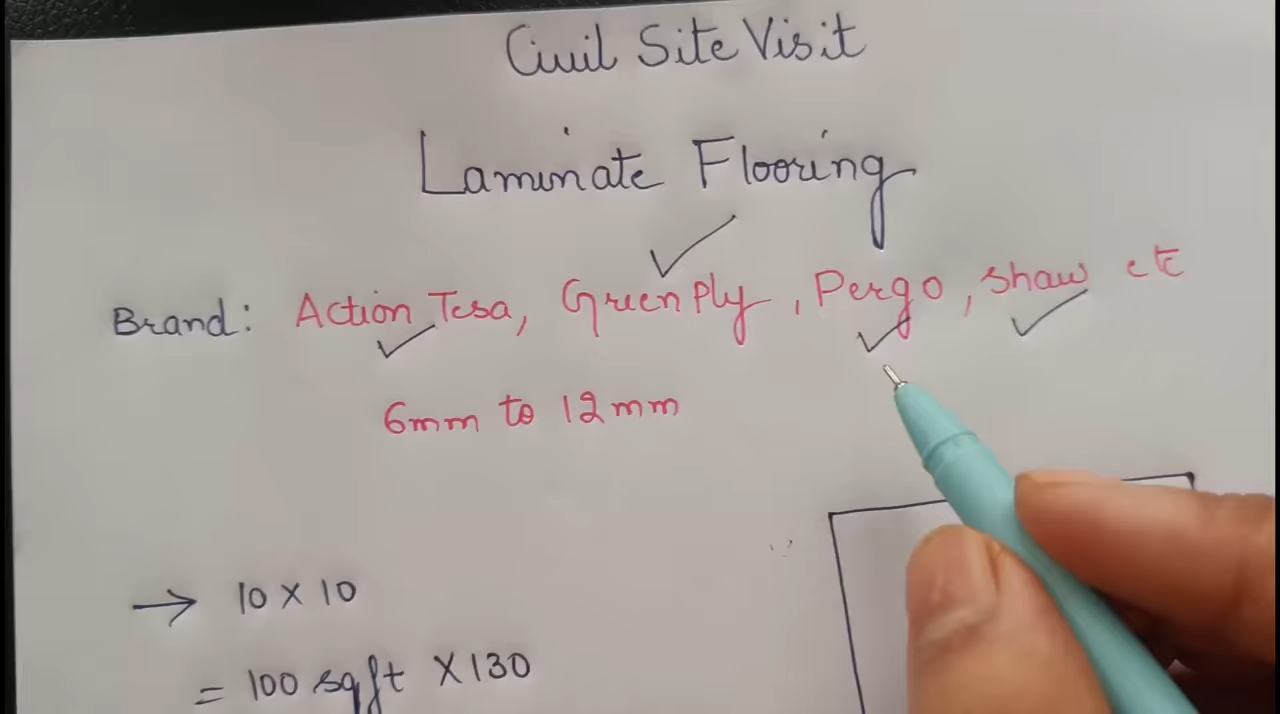 Civil Site Visit
Laminate Flooring
Brand: Action Tesa, GreenPly, Pergo, Shaw etc
6mm to 12mm
→ 10 x 10
= 100 sqft x 130